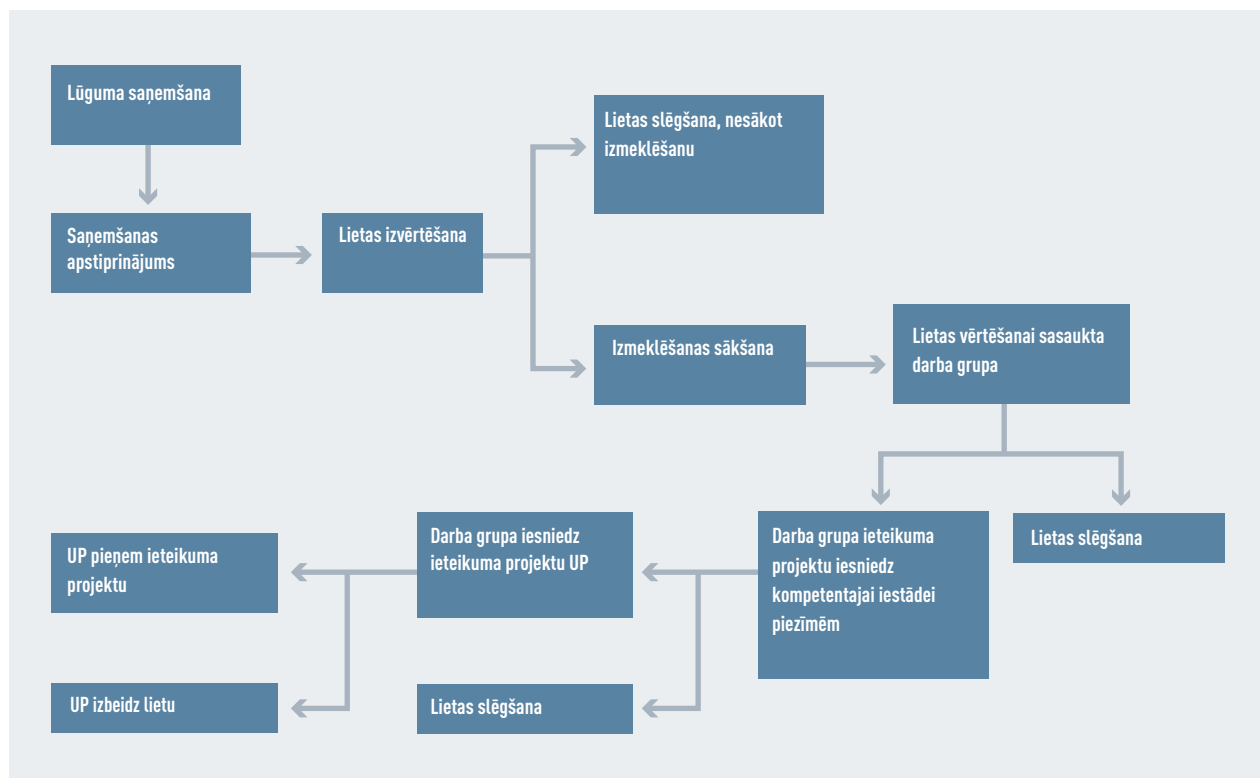 Lūguma saņemšana
Saņemšanas
apstiprinājums
Lietas izvērtēšana
Lietas slēgšana, nesākot
izmeklēšanu
Izmeklēšanas sākšana
Lietas vērtēšanai sasaukta
darba grupa
Lietas slēgšana
Darba grupa ieteikuma
projektu iesniedz
kompetentajai iestādei
piezīmēm
Darba grupa iesniedz
ieteikuma projektu UP
Lietas slēgšana
UP pieņem ieteikuma
projektu
UP izbeidz lietu